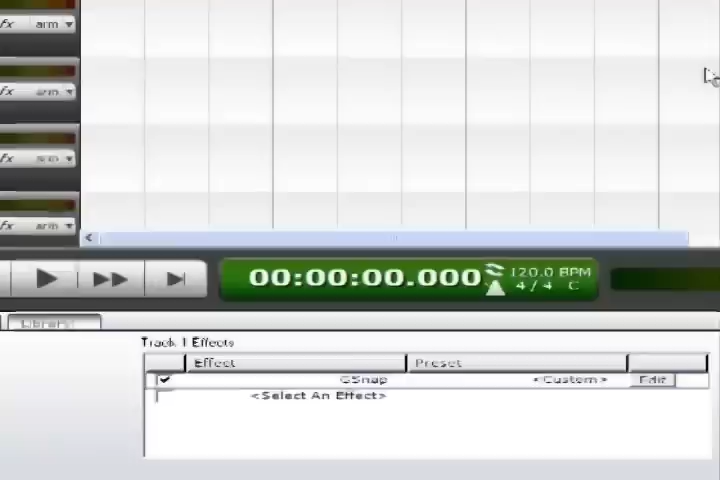 fx arm
fx arm
fx arm
fx arm
00:00:00.000
120.0 BPM
4 / 4 C
Library
Track 1 Effects
Effect Preset
GSnap <Custom> Edit
<Select An Effect>